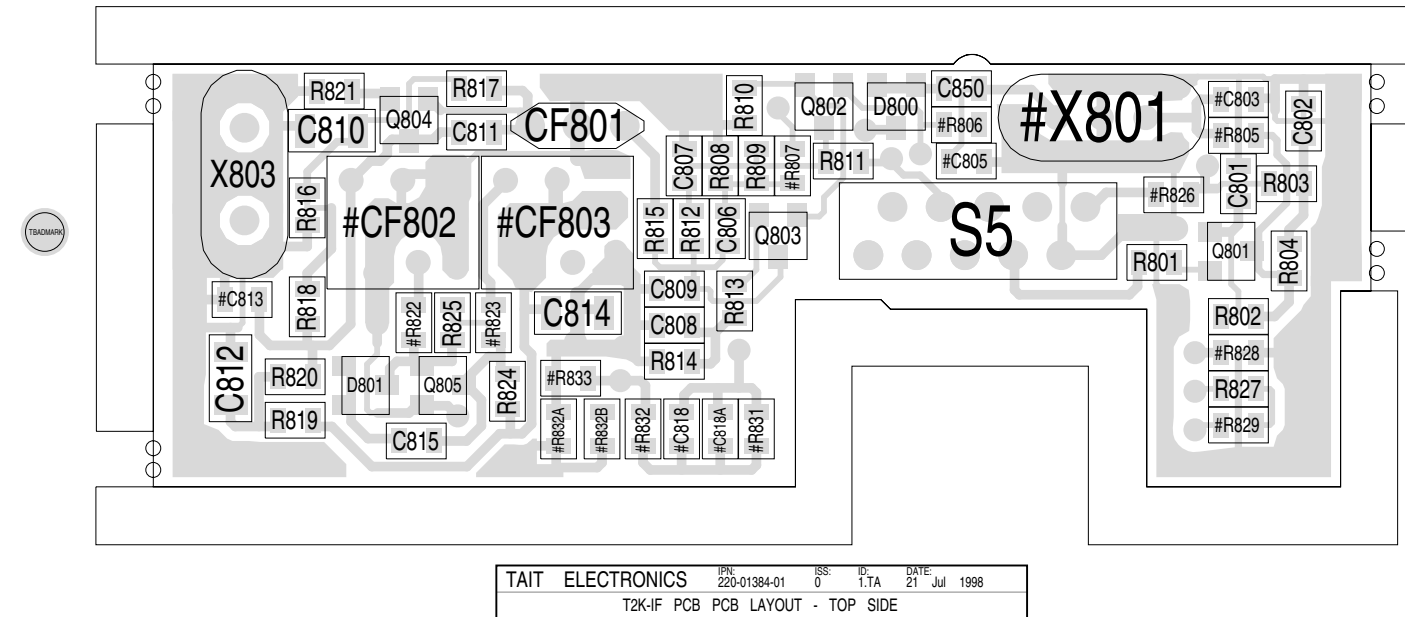 R821
R817
R810
Q802
D800
C850
#X801
#C803
C802
C810
Q804
C811
CF801
#R806
#R805
X803
C807
R808
R809
#R807
R811
#C805
C801
R803
#R826
R816
#CF802
#CF803
R815
R812
C806
Q803
S5
TBADMARK
R801
Q801
R804
#C813
R818
#R822
R825
#R823
C814
C809
R813
C808
R802
R814
#R828
C812
R820
D801
Q805
R824
#R833
R827
R819
C815
#R832A
#R832B
#R832
#C818
#C818A
#R831
#R829
TAIT ELECTRONICS
IPN: ISS: ID: DATE:
220-01384-01 0 1.TA 21 Jul 1998
T2K-IF PCB PCB LAYOUT - TOP SIDE